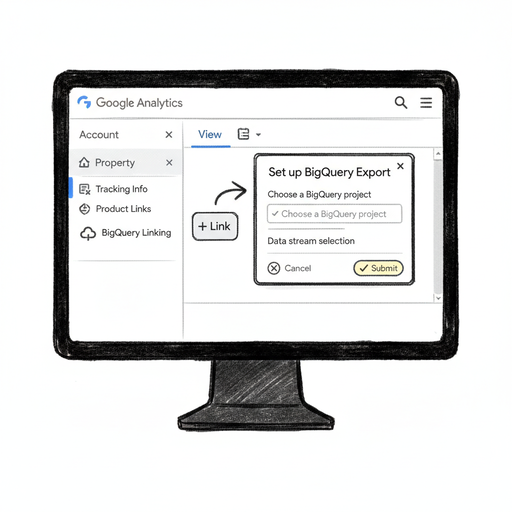 Google Analytics
Account
Property
Tracking Info
Product Links
BigQuery Linking
View
+ Link
Set up BigQuery Export
Choose a BigQuery project
Choose a BigQuery project
Data stream selection
Cancel
Submit